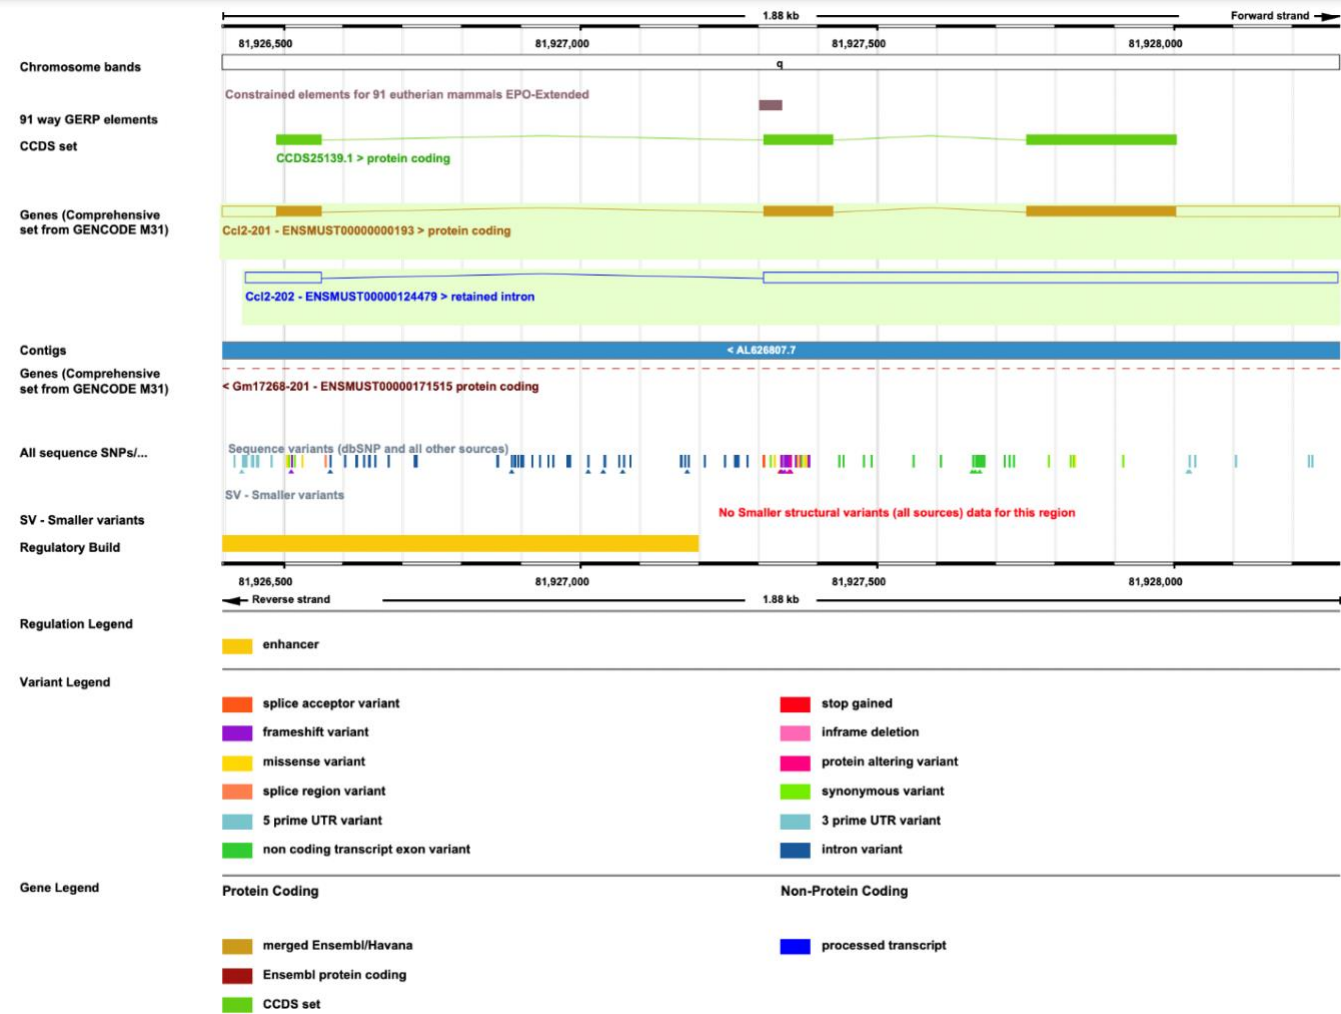 1.88 kb
Forward strand
81,926,500 81,927,000 81,927,500 81,928,000
Chromosome bands
q
Constrained elements for 91 eutherian mammals EPO-Extended
91 way GERP elements
CCDS set
CCDS25139.1 > protein coding
Genes (Comprehensive
set from GENCODE M31)
Ccl2-201 - ENSMUST00000000193 > protein coding
Ccl2-202 - ENSMUST00000124479 > retained intron
Contigs
< AL626807.7
Genes (Comprehensive
set from GENCODE M31)
< Gm17268-201 - ENSMUST00000171515 protein coding
All sequence SNPs/...
Sequence variants (dbSNP and all other sources)
SV - Smaller variants
No Smaller structural variants (all sources) data for this region
SV - Smaller variants
Regulatory Build
81,926,500 81,927,000 81,927,500 81,928,000
Reverse strand
1.88 kb
Regulation Legend
enhancer
Variant Legend
splice acceptor variant
stop gained
frameshift variant
inframe deletion
missense variant
protein altering variant
splice region variant
synonymous variant
5 prime UTR variant
3 prime UTR variant
non coding transcript exon variant
intron variant
Gene Legend
Protein Coding
Non-Protein Coding
merged Ensembl/Havana
processed transcript
Ensembl protein coding
CCDS set